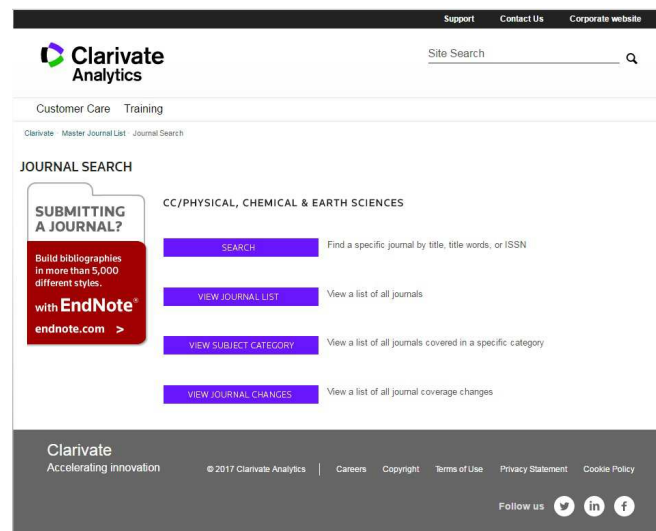 Support Contact Us Corporate website
Clarivate
Analytics
Site Search
Customer Care Training
Clarivate Master Journal List Journal Search
JOURNAL SEARCH
SUBMITTING
A JOURNAL?
Build bibliographies
in more than 5,000
different styles.
with EndNote®
endnote.com >
CC/PHYSICAL, CHEMICAL & EARTH SCIENCES
SEARCH Find a specific journal by title, title words, or ISSN
VIEW JOURNAL LIST View a list of all journals
VIEW SUBJECT CATEGORY View a list of all journals covered in a specific category
VIEW JOURNAL CHANGES View a list of all journal coverage changes
Clarivate
Accelerating innovation
© 2017 Clarivate Analytics | Careers Copyright Terms of Use Privacy Statement Cookie Policy
Follow us in f